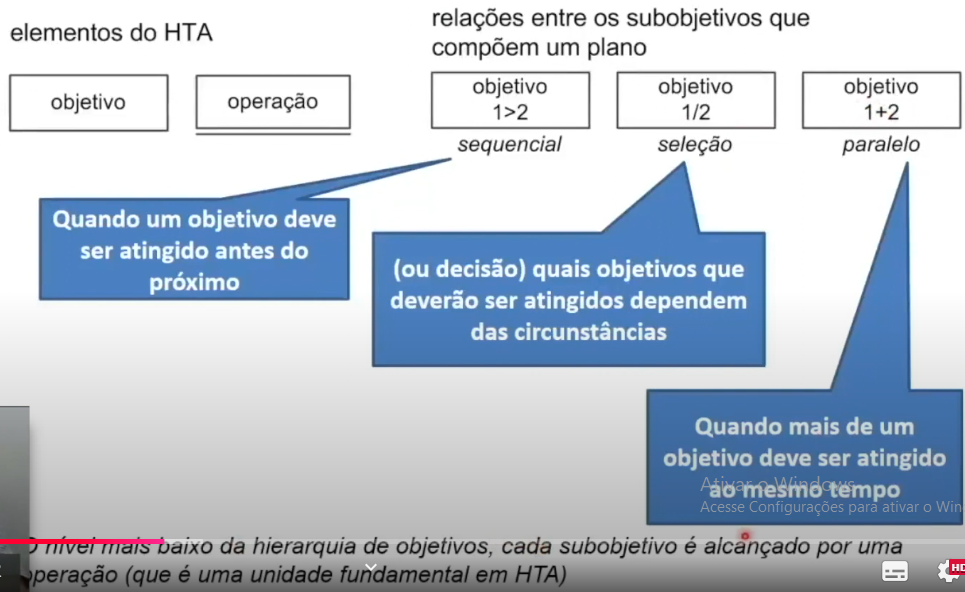 elementos do HTA
relações entre os subobjetivos que
compõem um plano
objetivo
operação
objetivo
1>2
objetivo
1/2
objetivo
1+2
sequencial
seleção
paralelo
Quando um objetivo deve
ser atingido antes do
próximo
(ou decisão) quais objetivos que
deverão ser atingidos dependem
das circunstâncias
Quando mais de um
objetivo deve ser atingido
ao mesmo tempo
Ativar o Windows
Acesse Configurações para ativar o Win
nível mais baixo da hierarquia de objetivos, cada subobjetivo é alcançado por uma
operação (que é uma unidade fundamental em HTA)
HD